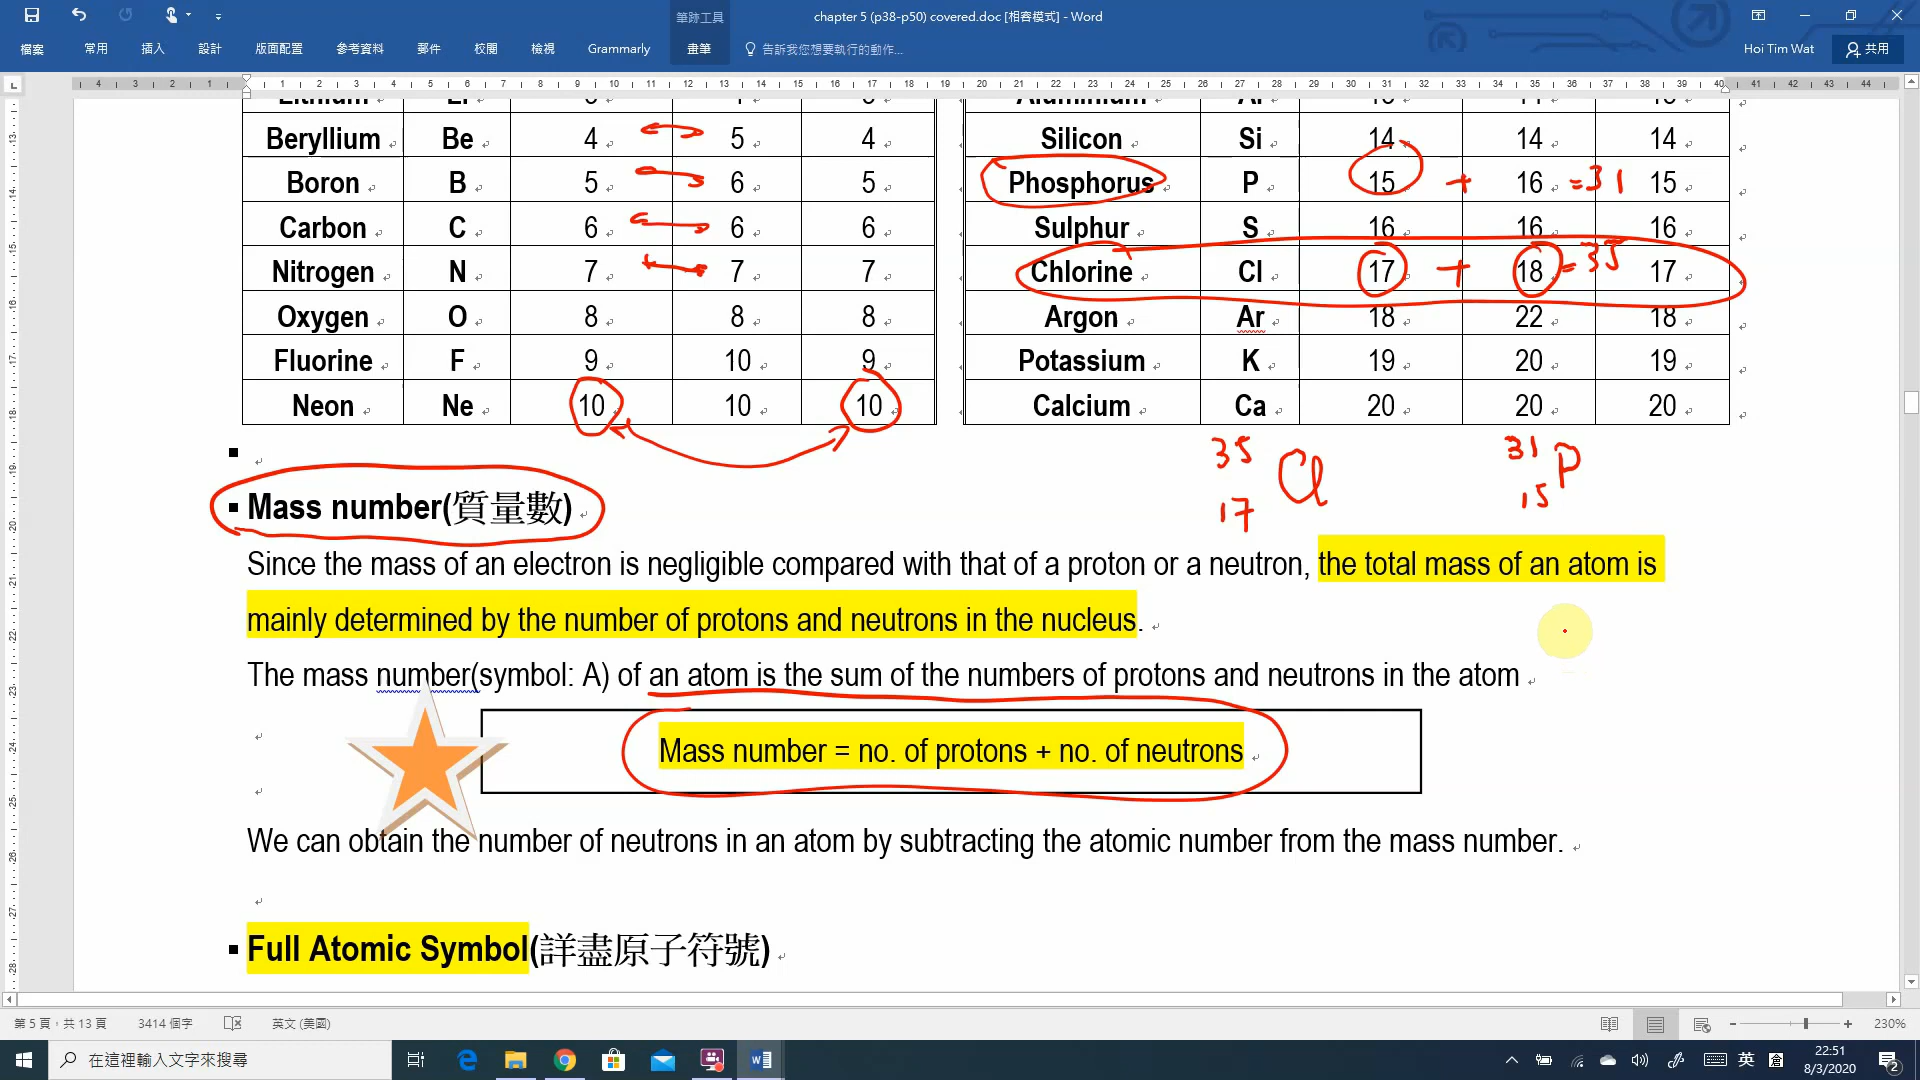 chapter 5 (p38-p50) covered.doc [相容模式] - Word
筆跡工具
檔案 常用 插入 設計 版面配置 參考資料 郵件 校閱 檢視 Grammarly 畫筆 告訴我您想要執行的動作... Hoi Tim Wat 共用
Beryllium Be 4 5 4
Boron B 5 6 5
Carbon C 6 6 6
Nitrogen N 7 7 7
Oxygen O 8 8 8
Fluorine F 9 10 9
Neon Ne 10 10 10
Silicon Si 14 14 14
Phosphorus P 15 + 16 =31 15
Sulphur S 16 16 16
Chlorine Cl 17 + 18 =35 17
Argon Ar 18 22 18
Potassium K 19 20 19
Calcium Ca 20 20 20
35
17 Cl
31
15 P
Mass number(質量數)
Since the mass of an electron is negligible compared with that of a proton or a neutron, the total mass of an atom is
mainly determined by the number of protons and neutrons in the nucleus.
The mass number(symbol: A) of an atom is the sum of the numbers of protons and neutrons in the atom
Mass number = no. of protons + no. of neutrons
We can obtain the number of neutrons in an atom by subtracting the atomic number from the mass number.
Full Atomic Symbol(詳盡原子符號)
第 5 頁，共 13 頁 3414 個字 英文 (美國) 230%
在這裡輸入文字來搜尋
英 倉 22:51
8/3/2020
2